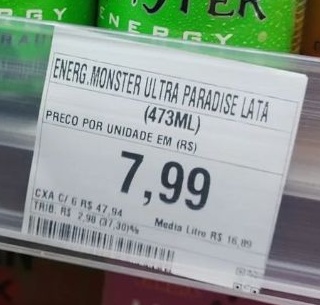 RGY
ENERGY
ENERG.MONSTER ULTRA PARADISE LATA
(473ML)
PRECO POR UNIDADE EM (R$)
7,99
CXA C/ 6 R$ 47,94
TRIB. R$ 2,98 (37,30)%
Media Litro R$ 16,89